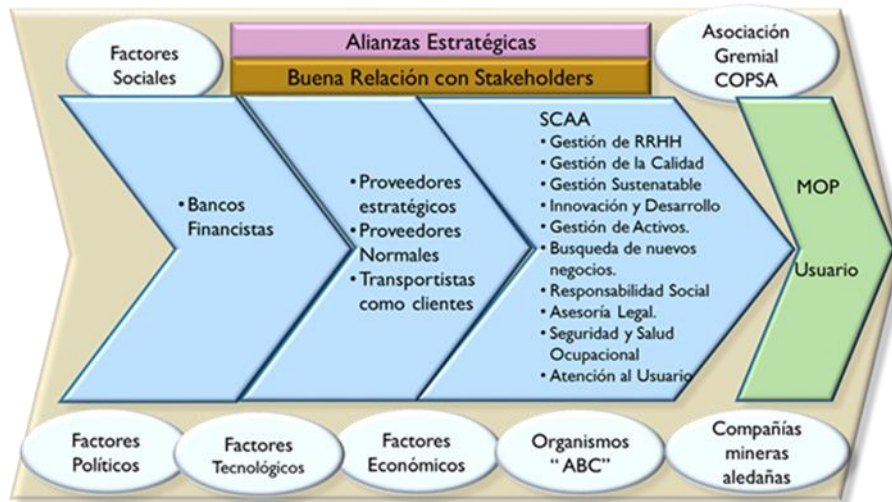 Factores
Sociales
Alianzas Estratégicas
Buena Relación con Stakeholders
Asociación
Gremial
COPSA
• Bancos
Financistas
• Proveedores
estratégicos
• Proveedores
Normales
• Transportistas
como clientes
SCAA
• Gestión de RRHH
• Gestión de la Calidad
• Gestión Sustenatable
• Innovación y Desarrollo
• Gestión de Activos.
• Busqueda de nuevos
negocios.
• Responsabilidad Social
• Asesoría Legal.
• Seguridad y Salud
Ocupacional
• Atención al Usuario
MOP
Usuario
Factores
Políticos
Factores
Tecnológicos
Factores
Económicos
Organismos
“ ABC”
Compañías
mineras
aledañas